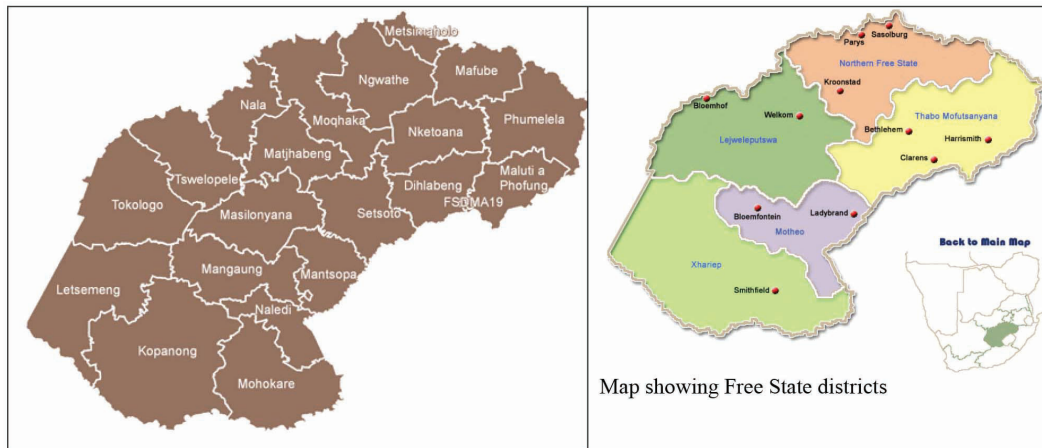 Metsimaholo
Ngwathe
Mafube
Nala
Moqhaka
Nketoana
Phumelela
Matjhabeng
Tswelopele
Dihlabeng
Maluti a
Phofung
FSDMA19
Tokologo
Masilonyana
Setsoto
Mangaung
Mantsopa
Letsemeng
Naledi
Kopanong
Mohokare
Sasolburg
Parys
Northern Free State
Kroonstad
Bloemhof
Welkom
Thabo Mofutsanyana
Bethlehem
Harrismith
Lejweleputswa
Clarens
Bloemfontein
Ladybrand
Motheo
Back to Main Map
Xhariep
Smithfield
Map showing Free State districts